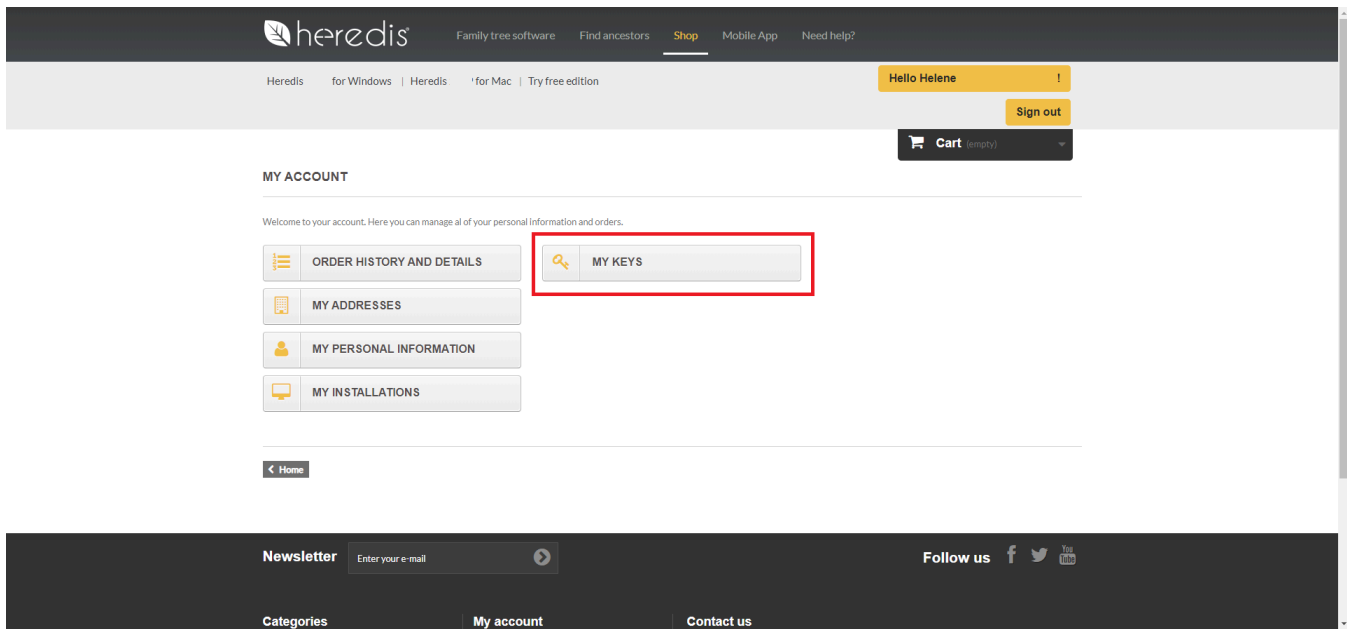 heredis
Family tree software Find ancestors Shop Mobile App Need help?
Heredis for Windows | Heredis for Mac | Try free edition
Hello Helene !
Sign out
Cart (empty)
MY ACCOUNT
Welcome to your account. Here you can manage al of your personal information and orders.
ORDER HISTORY AND DETAILS
MY KEYS
MY ADDRESSES
MY PERSONAL INFORMATION
MY INSTALLATIONS
Home
Newsletter Enter your e-mail
Follow us
You Tube
Categories My account Contact us